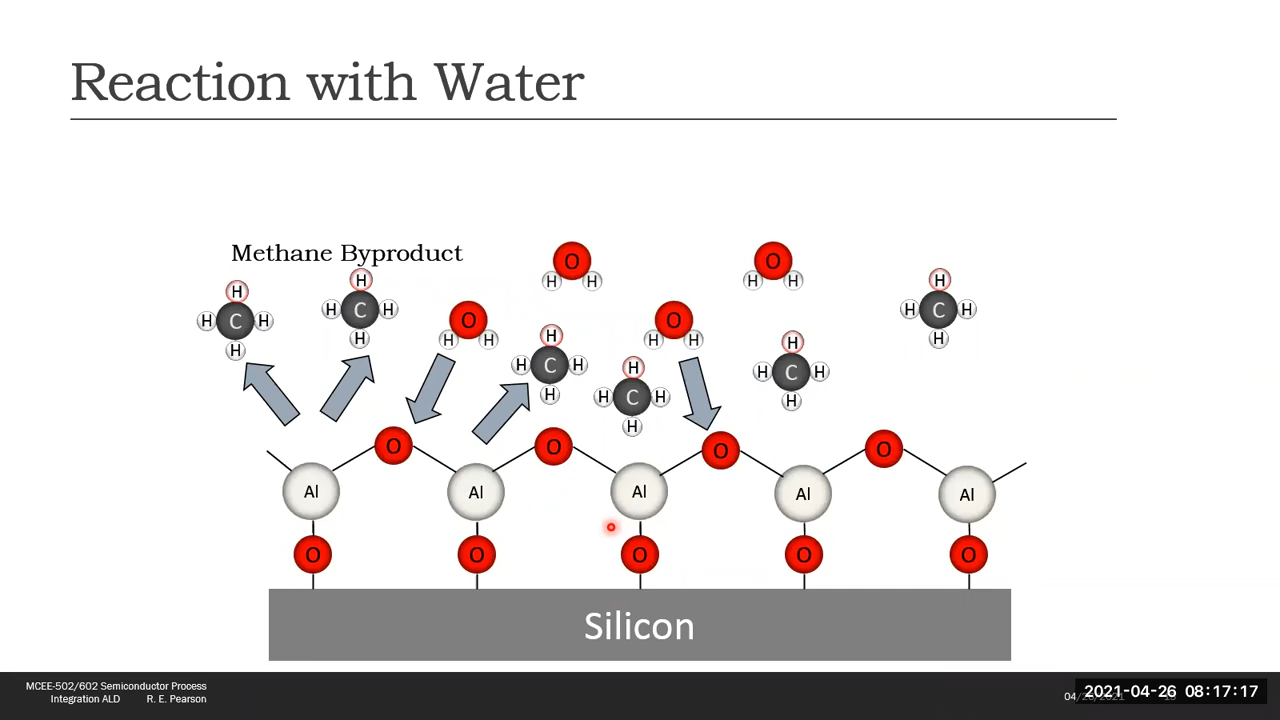 Reaction with Water
Methane Byproduct
O
H H
O
H H
H
H C H
H
H
H C H
H
O
H H
H
H C H
H
O
H H
H
H C H
H
H
H C H
H
H
H C H
H
O O O O
Al Al Al Al Al
O O O O O
Silicon
MCEE-502/602 Semiconductor Process
Integration ALD R. E. Pearson
2021-04-26 08:17:17